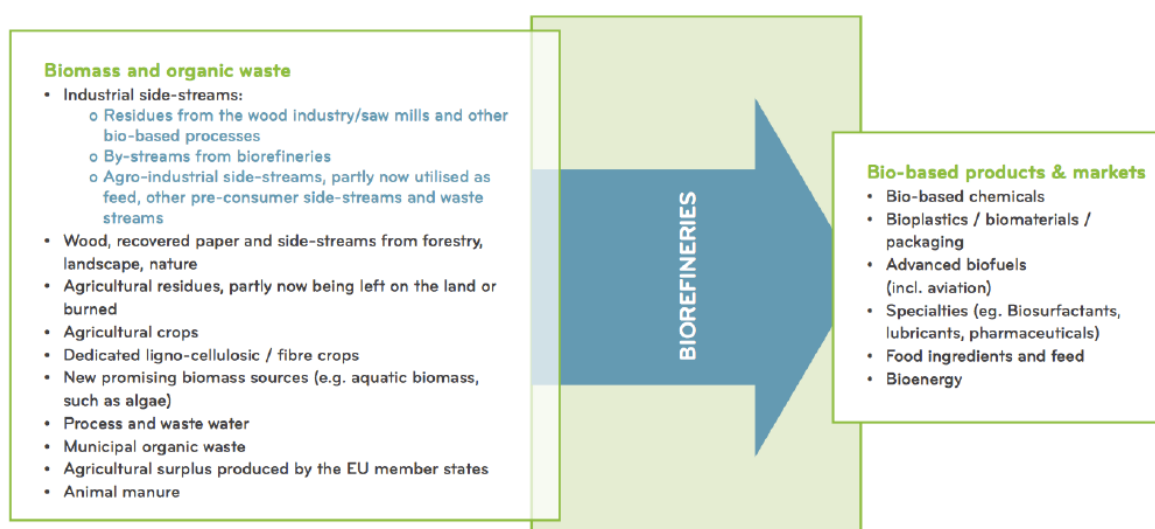 Biomass and organic waste
• Industrial side-streams:
o Residues from the wood industry/saw mills and other
bio-based processes
o By-streams from biorefineries
o Agro-industrial side-streams, partly now utilised as
feed, other pre-consumer side-streams and waste
streams
• Wood, recovered paper and side-streams from forestry,
landscape, nature
• Agricultural residues, partly now being left on the land or
burned
• Agricultural crops
• Dedicated ligno-cellulosic / fibre crops
• New promising biomass sources (e.g. aquatic biomass,
such as algae)
• Process and waste water
• Municipal organic waste
• Agricultural surplus produced by the EU member states
• Animal manure
BIOREFINERIES
Bio-based products & markets
• Bio-based chemicals
• Bioplastics / biomaterials /
packaging
• Advanced biofuels
(incl. aviation)
• Specialties (eg. Biosurfactants,
lubricants, pharmaceuticals)
• Food ingredients and feed
• Bioenergy